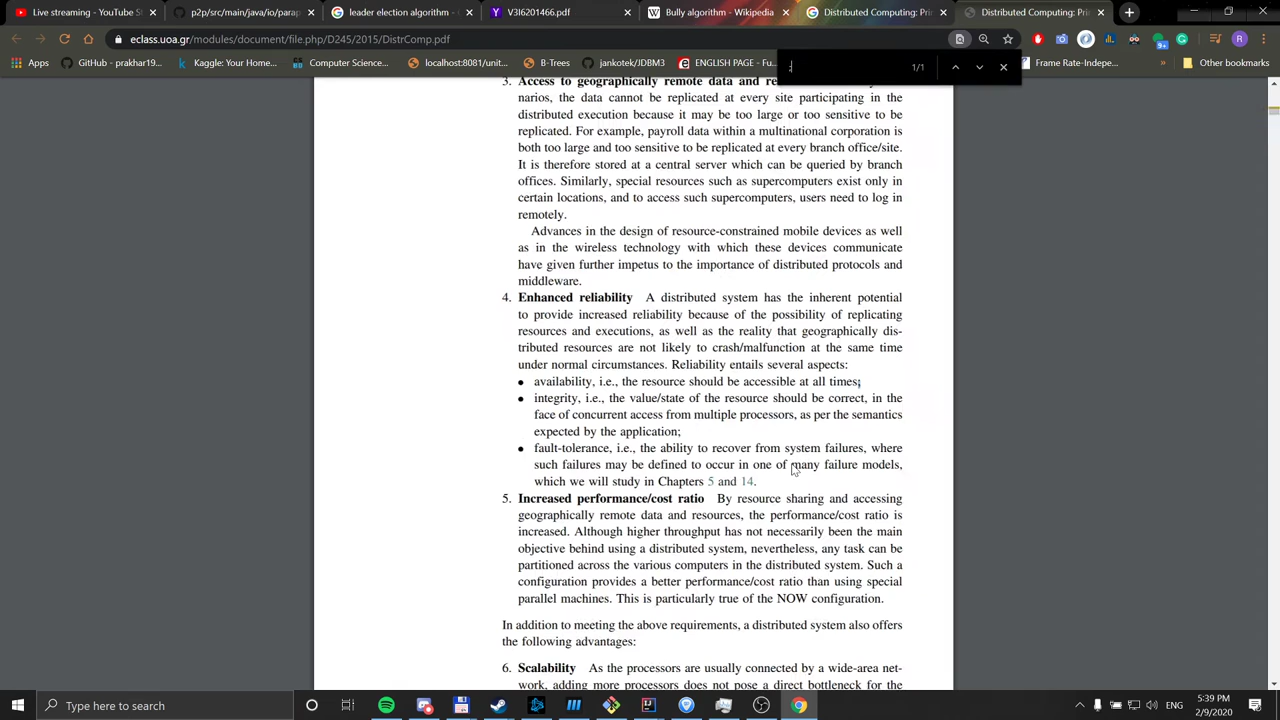 Live streaming - YouTube S
p2p/src/main/java/io/parap
leader election algorithm -
V3I6201466.pdf
Bully algorithm - Wikipedia
Distributed Computing: Prin
Distributed Computing: Prin
eclass.uoa.gr/modules/document/file.php/D245/2015/DistrComp.pdf
Apps
GitHub - prakhar19...
Computer Science...
localhost:8081/unit...
B-Trees
jankotek/JDBM3
ENGLISH PAGE - Fu...
Frame Rate-Indepe...
»
Other bookmarks
;
1/1
3. Access to geographically remote data and re
narios, the data cannot be replicated at every site participating in the
distributed execution because it may be too large or too sensitive to be
replicated. For example, payroll data within a multinational corporation is
both too large and too sensitive to be replicated at every branch office/site.
It is therefore stored at a central server which can be queried by branch
offices. Similarly, special resources such as supercomputers exist only in
certain locations, and to access such supercomputers, users need to log in
remotely.
Advances in the design of resource-constrained mobile devices as well
as in the wireless technology with which these devices communicate
have given further impetus to the importance of distributed protocols and
middleware.
4. Enhanced reliability A distributed system has the inherent potential
to provide increased reliability because of the possibility of replicating
resources and executions, as well as the reality that geographically dis-
tributed resources are not likely to crash/malfunction at the same time
under normal circumstances. Reliability entails several aspects:
• availability, i.e., the resource should be accessible at all times;
• integrity, i.e., the value/state of the resource should be correct, in the
face of concurrent access from multiple processors, as per the semantics
expected by the application;
• fault-tolerance, i.e., the ability to recover from system failures, where
such failures may be defined to occur in one of many failure models,
which we will study in Chapters 5 and 14.
5. Increased performance/cost ratio By resource sharing and accessing
geographically remote data and resources, the performance/cost ratio is
increased. Although higher throughput has not necessarily been the main
objective behind using a distributed system, nevertheless, any task can be
partitioned across the various computers in the distributed system. Such a
configuration provides a better performance/cost ratio than using special
parallel machines. This is particularly true of the NOW configuration.
In addition to meeting the above requirements, a distributed system also offers
the following advantages:
6. Scalability As the processors are usually connected by a wide-area net-
work, adding more processors does not pose a direct bottleneck for the
Type here to search
5:39 PM
2/9/2020